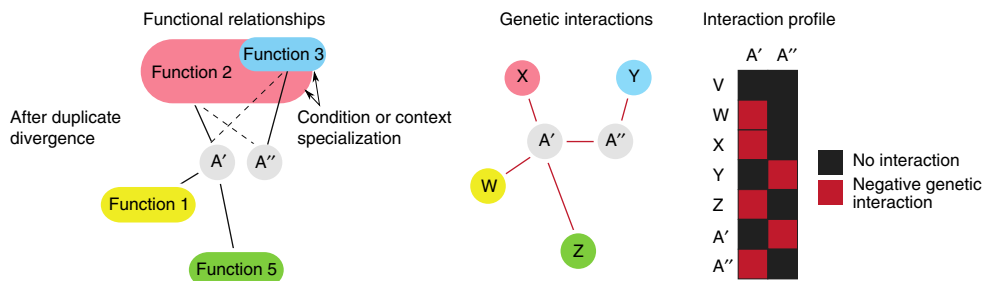 Functional relationships
Function 3
Function 2
After duplicate
divergence
Condition or context
specialization
A′
A″
Function 1
Function 5
Genetic interactions
X
Y
A′
A″
W
Z
Interaction profile
A′ A″
V
W
X
Y
Z
A′
A″
No interaction
Negative genetic
interaction